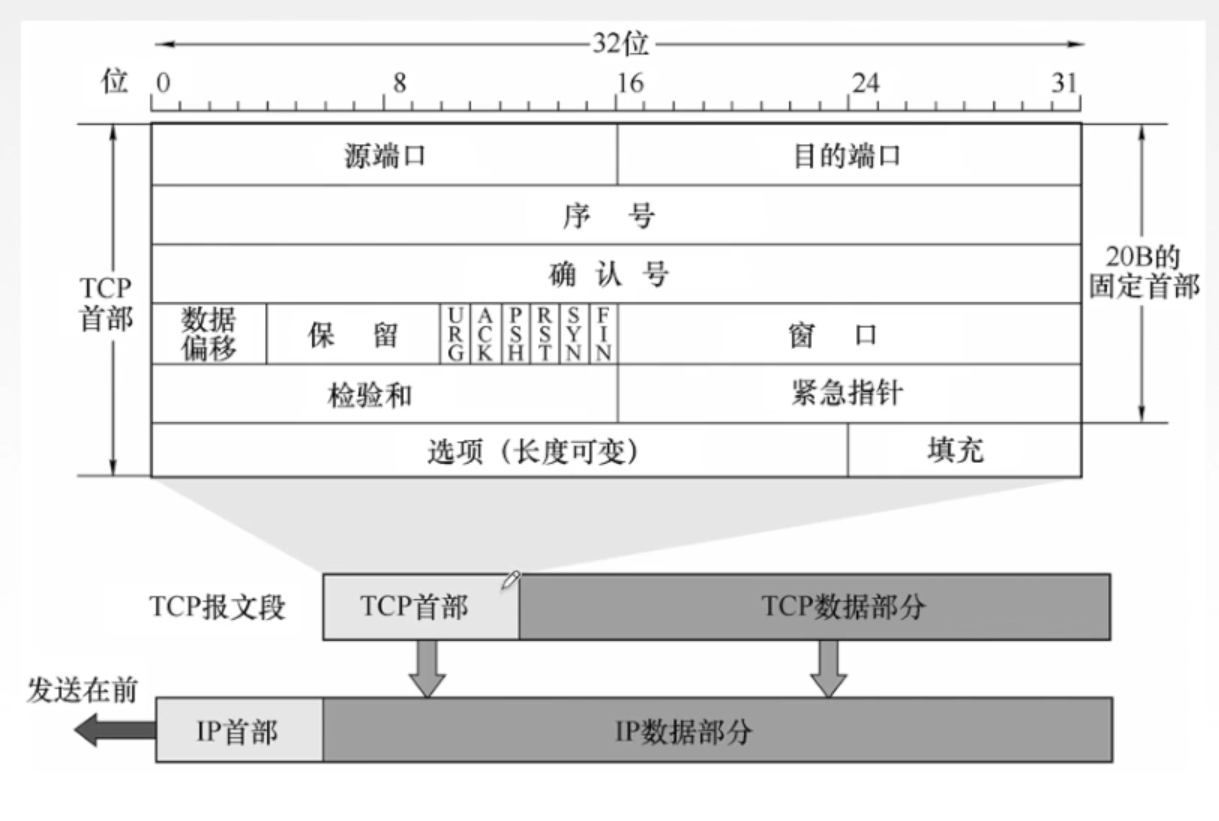 32位
位 0 8 16 24 31
源端口 目的端口
序 号
确 认 号
TCP
首部
20B的
固定首部
数据
偏移
保 留
URG
ACK
PSH
RST
SYN
FIN
窗 口
检验和 紧急指针
选项（长度可变） 填充
TCP报文段 TCP首部 TCP数据部分
发送在前
IP首部 IP数据部分